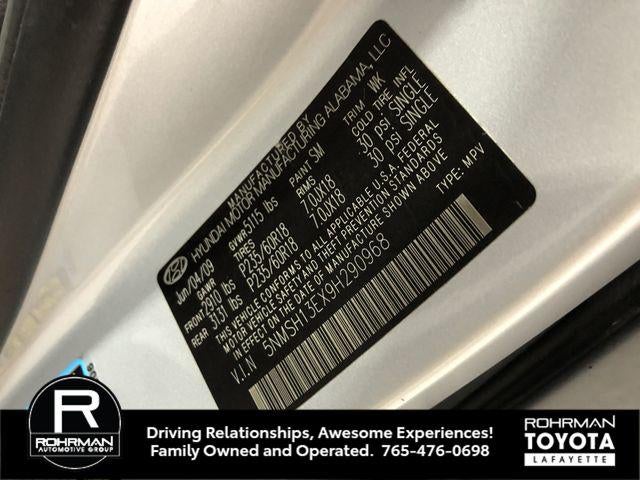 MANUFACTURED BY
HYUNDAI MOTOR MANUFACTURING ALABAMA, LLC
Jun/04/09 GVWR 5115 lbs PAINT SM TRIM / WK
GAWR TIRES RIMS COLD TIRE INFL
FRONT 2910 lbs P235/60R18 7.0JX18 30 PSI SINGLE
3131 lbs P235/60R18 7.0JX18 30 PSI SINGLE
THIS VEHICLE CONFORMS TO ALL APPLICABLE U.S.A. FEDERAL
MOTOR VEHICLE SAFETY AND THEFT PREVENTION STANDARDS
IN EFFECT ON THE DATE OF MANUFACTURE SHOWN ABOVE.
V.I.N 5NMSH13EX9H290968 TYPE: MPV
R
ROHRMAN
AUTOMOTIVE GROUP
Driving Relationships, Awesome Experiences!
Family Owned and Operated. 765-476-0698
ROHRMAN
TOYOTA
LAFAYETTE